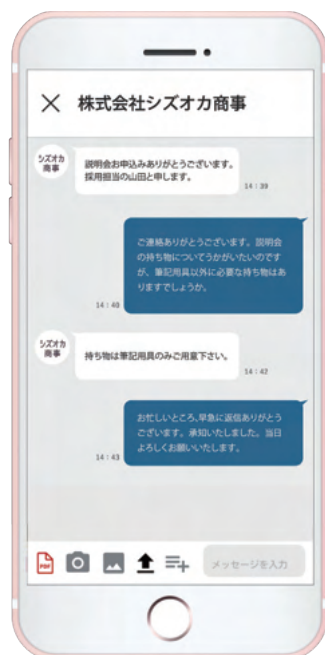 株式会社シズオカ商事
シズオカ
商事
説明会お申込みありがとうございます。
採用担当の山田と申します。
14:39
ご連絡ありがとうございます。説明会
の持ち物についてうかがいたいのです
が、筆記用具以外に必要な持ち物はあ
りますでしょうか。
14:40
シズオカ
商事
持ち物は筆記用具のみご用意下さい。
14:42
お忙しいところ、早急に返信ありがとう
ございます。承知いたしました。当日
よろしくお願いいたします。
14:43
PDF
メッセージを入力